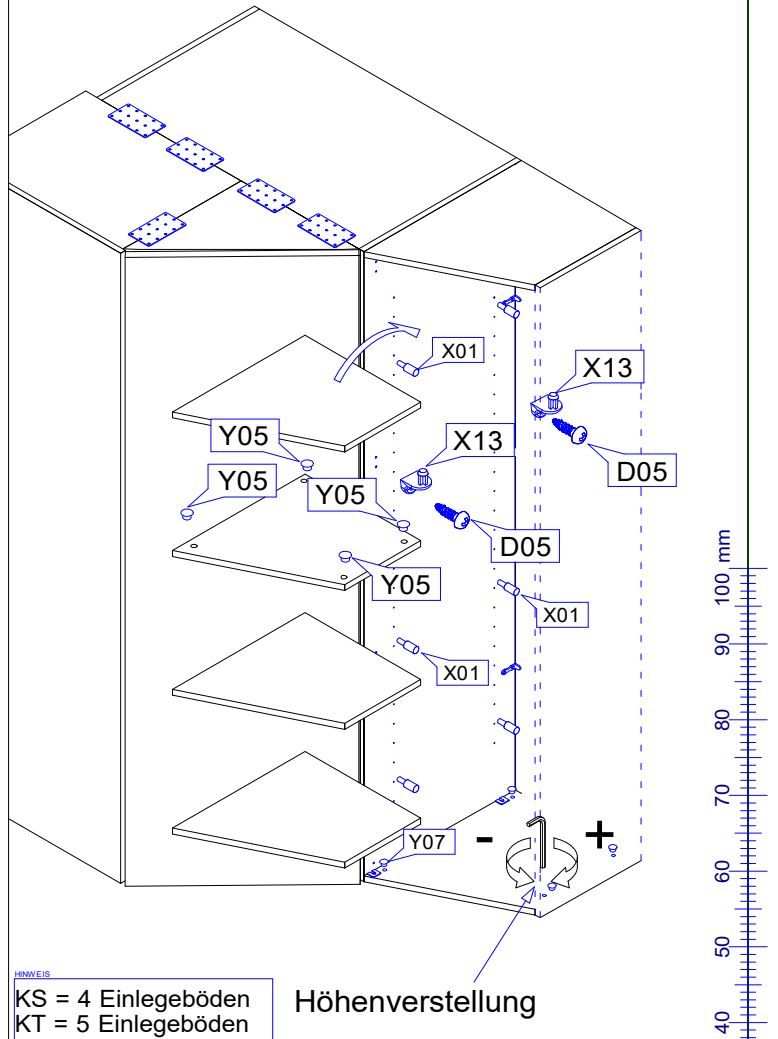 X01
X13
X13
D05
Y05
Y05
Y05
D05
Y05
X01
X01
Y07
- +
Höhenverstellung
HINWEIS
KS = 4 Einlegeböden
KT = 5 Einlegeböden
100 mm
90
80
70
60
50
40